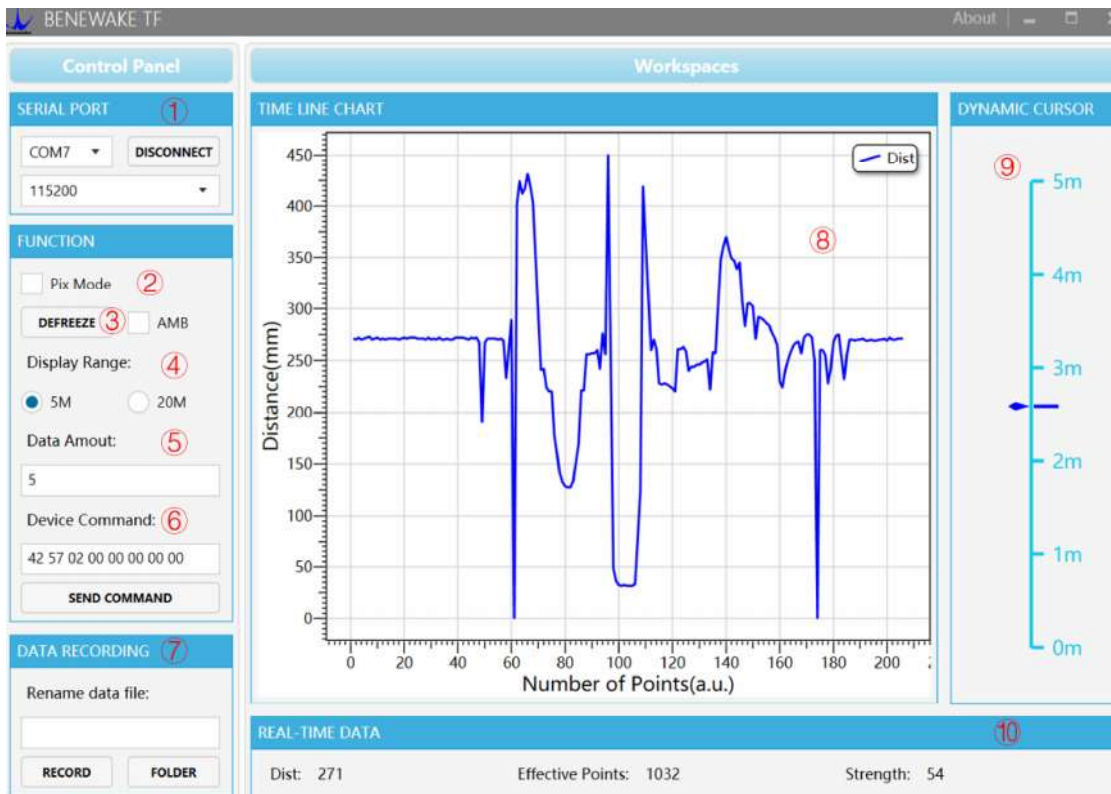 BENEWAKE TF
About
Control Panel
SERIAL PORT ①
COM7 DISCONNECT
115200
FUNCTION
Pix Mode ②
DEFREEZE ③ AMB
Display Range: ④
5M 20M
Data Amout: ⑤
5
Device Command: ⑥
42 57 02 00 00 00 00 00
SEND COMMAND
DATA RECORDING ⑦
Rename data file:
RECORD FOLDER
Workspaces
TIME LINE CHART
Dist
⑧
450
400
350
300
250
200
150
100
50
0
Distance(mm)
0 20 40 60 80 100 120 140 160 180 200
Number of Points(a.u.)
DYNAMIC CURSOR
⑨
5m
4m
3m
2m
1m
0m
REAL-TIME DATA ⑩
Dist: 271 Effective Points: 1032 Strength: 54